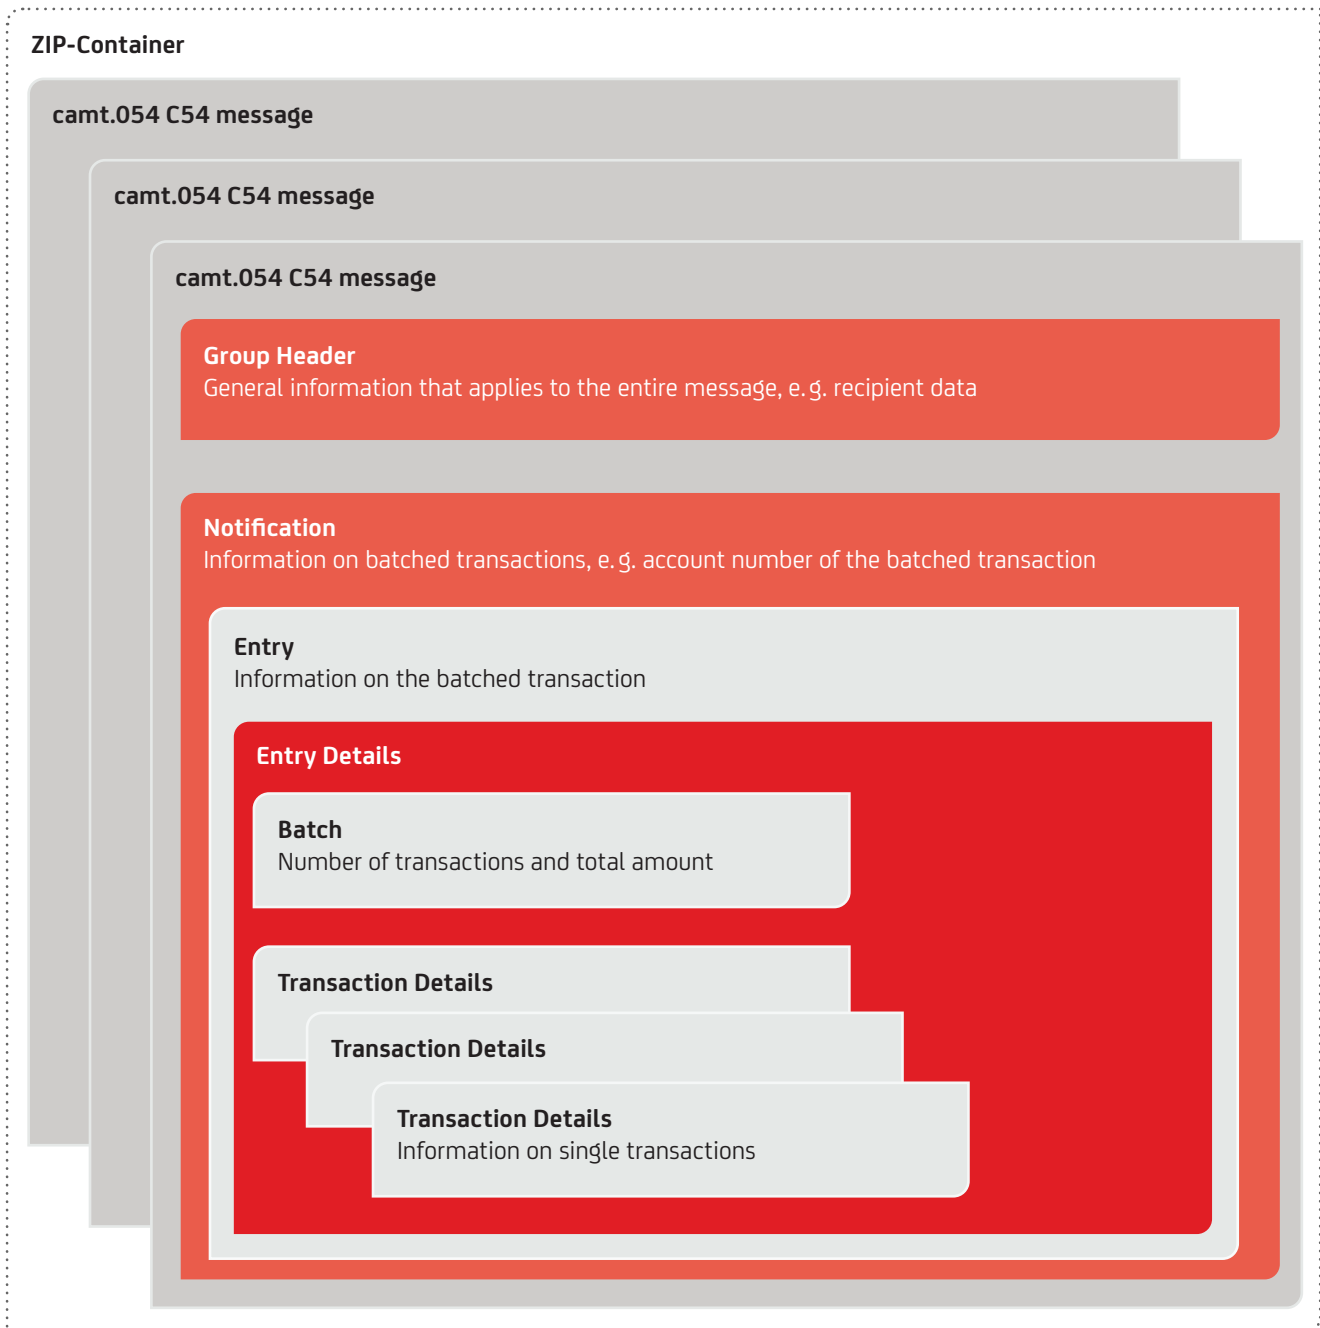 ZIP-Container
camt.054 C54 message
camt.054 C54 message
camt.054 C54 message
Group Header
General information that applies to the entire message, e. g. recipient data
Notification
Information on batched transactions, e. g. account number of the batched transaction
Entry
Information on the batched transaction
Entry Details
Batch
Number of transactions and total amount
Transaction Details
Transaction Details
Transaction Details
Information on single transactions